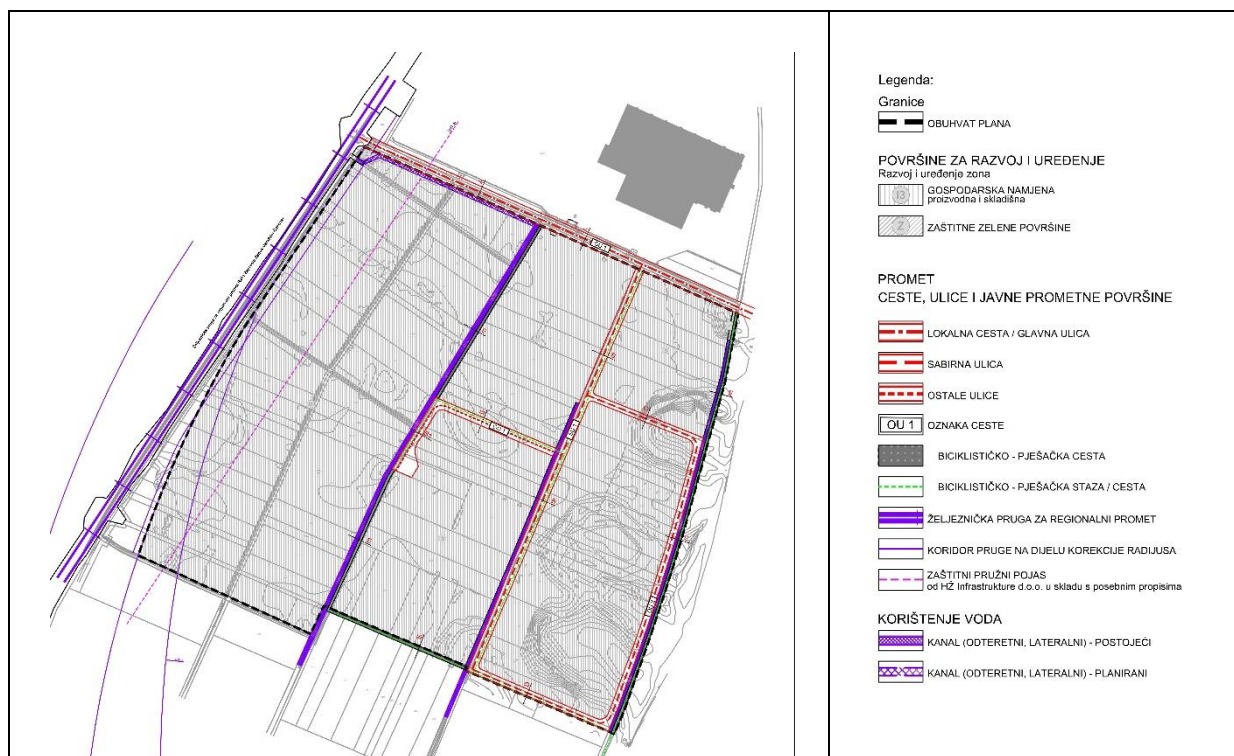 Legenda:
Granice
OBUHVAT PLANA
POVRŠINE ZA RAZVOJ I UREĐENJE
Razvoj i uređenje zona
I3
GOSPODARSKA NAMJENA
proizvodna i skladišna
Z
ZAŠTITNE ZELENE POVRŠINE
PROMET
CESTE, ULICE I JAVNE PROMETNE POVRŠINE
LOKALNA CESTA / GLAVNA ULICA
SABIRNA ULICA
OSTALE ULICE
OU 1
OZNAKA CESTE
BICIKLISTIČKO - PJEŠAČKA CESTA
BICIKLISTIČKO - PJEŠAČKA STAZA / CESTA
ŽELJEZNIČKA PRUGA ZA REGIONALNI PROMET
KORIDOR PRUGE NA DIJELU KOREKCIJE RADIJUSA
ZAŠTITNI PRUŽNI POJAS
od HŽ Infrastrukture d.o.o. u skladu s posebnim propisima
KORIŠTENJE VODA
KANAL (ODTERETNI, LATERALNI) - POSTOJEĆI
KANAL (ODTERETNI, LATERALNI) - PLANIRANI